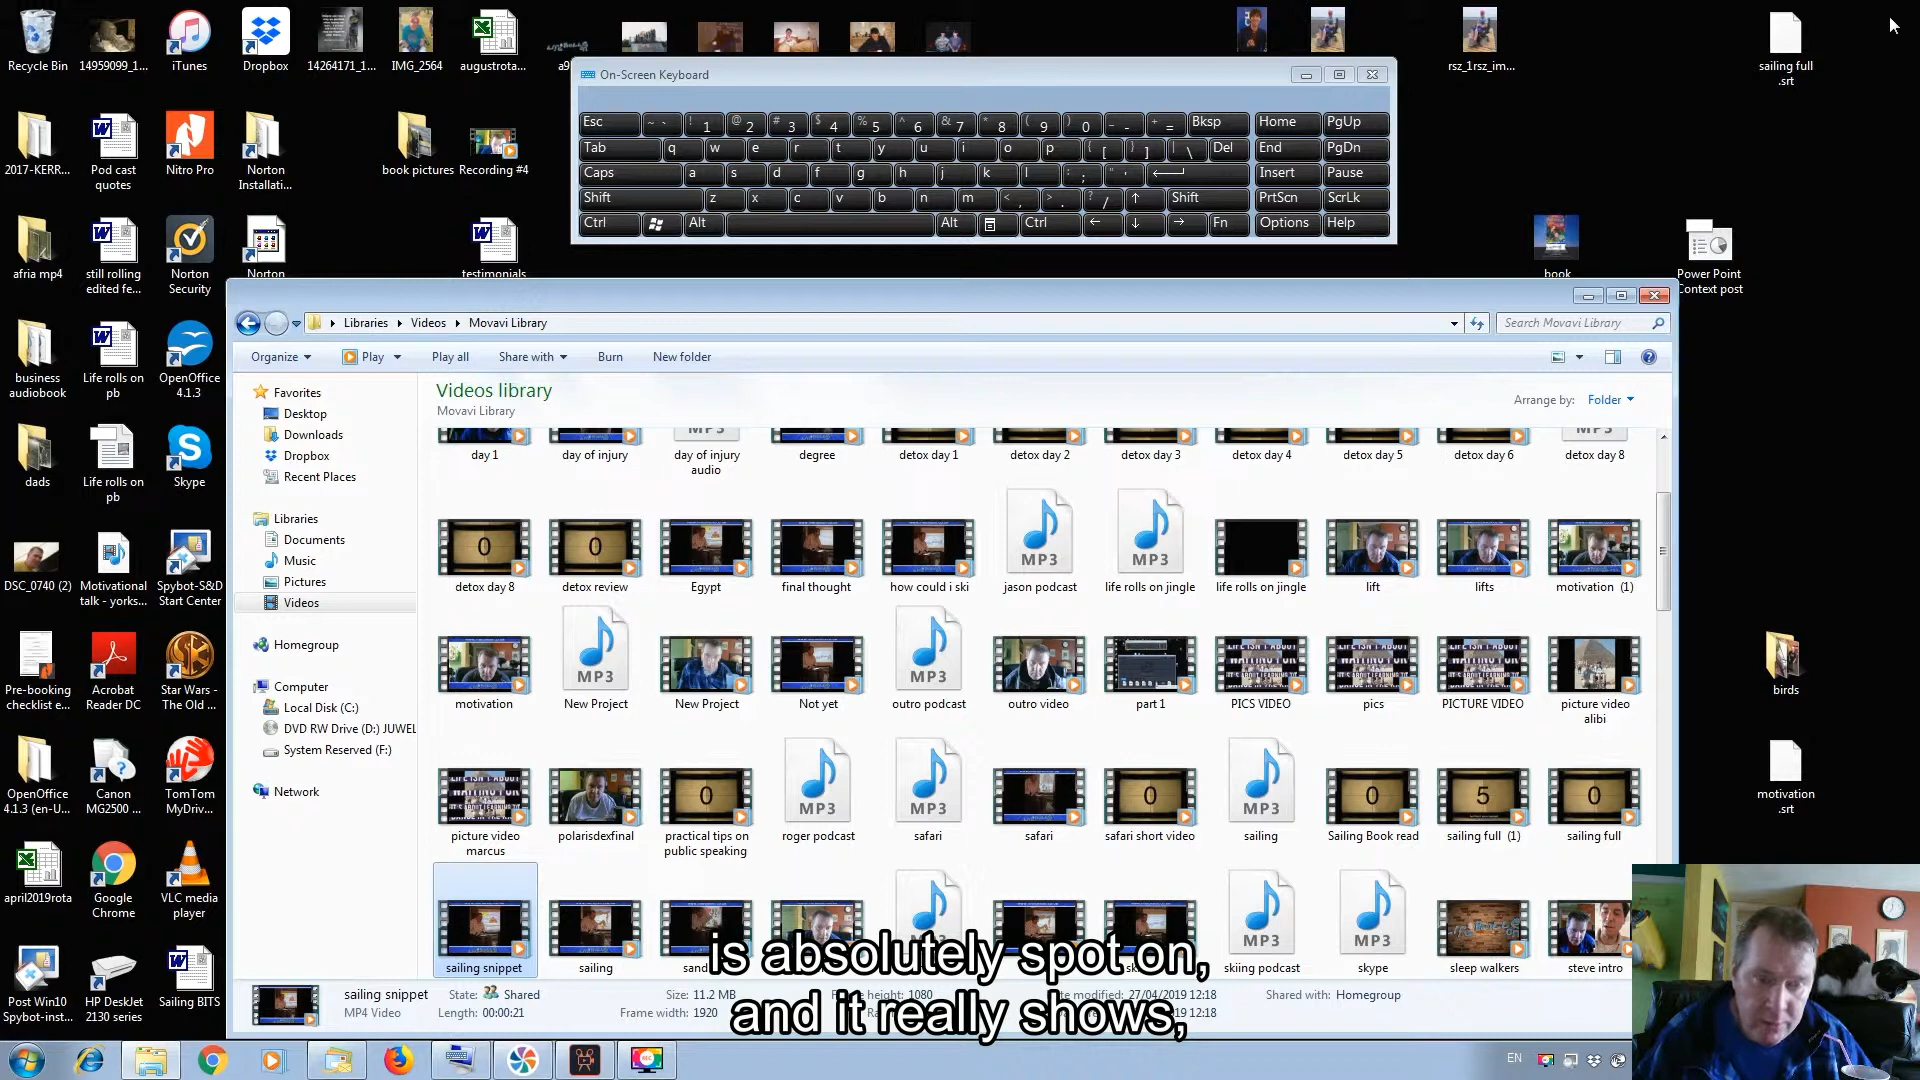 Recycle Bin
14959099_1...
iTunes
Dropbox
14264171_1...
IMG_2564
augustrota...
rsz_1rsz_im...
sailing full
.srt
On-Screen Keyboard
Esc ~ ` ! 1 @ 2 # 3 $ 4 % 5 ^ 6 & 7 * 8 ( 9 ) 0 _ - + = Bksp Home PgUp
Tab q w e r t y u i o p { [ } ] | \ Del End PgDn
Caps a s d f g h j k l : ; " ' Insert Pause
Shift z x c v b n m < , > . ? / ↑ Shift PrtScn ScrLk
Ctrl Alt Alt Ctrl ← ↓ → Fn Options Help
2017-KERR...
Pod cast
quotes
Nitro Pro
Norton
Installati...
book pictures
Recording #4
afria mp4
still rolling
edited fe...
Norton
Security
Norton
testimonials
book
Power Point
Context post
business
audiobook
Life rolls on
pb
OpenOffice
4.1.3
dads
Life rolls on
pb
Skype
DSC_0740 (2)
Motivational
talk - yorks...
Spybot-S&D
Start Center
Pre-booking
checklist e...
Acrobat
Reader DC
Star Wars -
The Old ...
OpenOffice
4.1.3 (en-U...
Canon
MG2500 ...
TomTom
MyDriv...
april2019rota
Google
Chrome
VLC media
player
Post Win10
Spybot-inst...
HP DeskJet
2130 series
Sailing BITS
birds
motivation
.srt
Libraries Videos Movavi Library
Search Movavi Library
Organize Play Play all Share with Burn New folder
Favorites
Desktop
Downloads
Dropbox
Recent Places
Libraries
Documents
Music
Pictures
Videos
Homegroup
Computer
Local Disk (C:)
DVD RW Drive (D:) JUWEL
System Reserved (F:)
Network
Videos library
Movavi Library
Arrange by: Folder
day 1
day of injury
day of injury
audio
degree
detox day 1
detox day 2
detox day 3
detox day 4
detox day 5
detox day 6
detox day 8
0
0
MP3
MP3
detox day 8
detox review
Egypt
final thought
how could i ski
jason podcast
life rolls on jingle
life rolls on jingle
lift
lifts
motivation (1)
MP3
MP3
motivation
New Project
New Project
Not yet
outro podcast
outro video
part 1
PICS VIDEO
pics
PICTURE VIDEO
picture video
alibi
0
MP3
MP3
0
MP3
0
5
0
picture video
marcus
polarisdexfinal
practical tips on
public speaking
roger podcast
safari
safari
safari short video
sailing
Sailing Book read
sailing full (1)
sailing full
MP3
MP3
sailing snippet
sailing
skiing podcast
skype
sleep walkers
steve intro
is absolutely spot on,
and it really shows,
sailing snippet
MP4 Video
State: Shared
Length: 00:00:21
Size: 11.2 MB
Frame width: 1920
height: 1080
modified: 27/04/2019 12:18
12:18
Shared with: Homegroup
EN